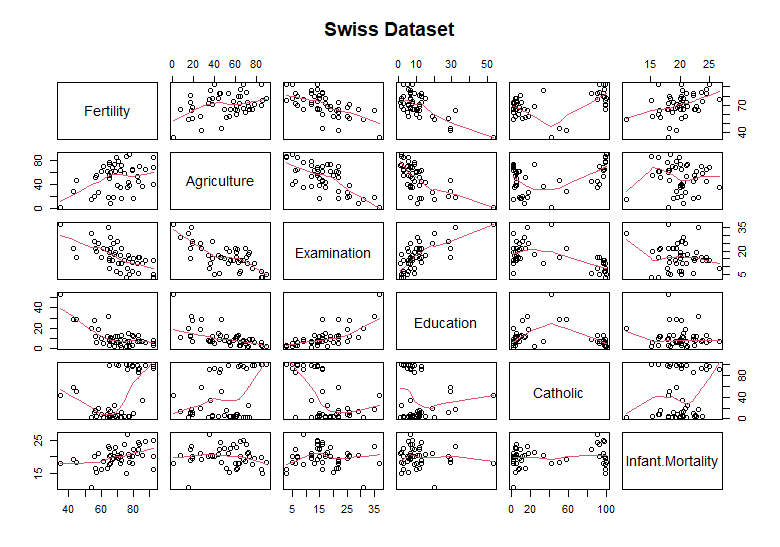 Swiss Dataset
0 20 40 60 80
0 10 30 50
15 20 25
Fertility
40 70
Agriculture
0 40 80
Examination
5 20 35
Education
0 20 40
Catholic
0 40 80
Infant.Mortality
15 25
40 60 80
5 15 25 35
0 40 60 100